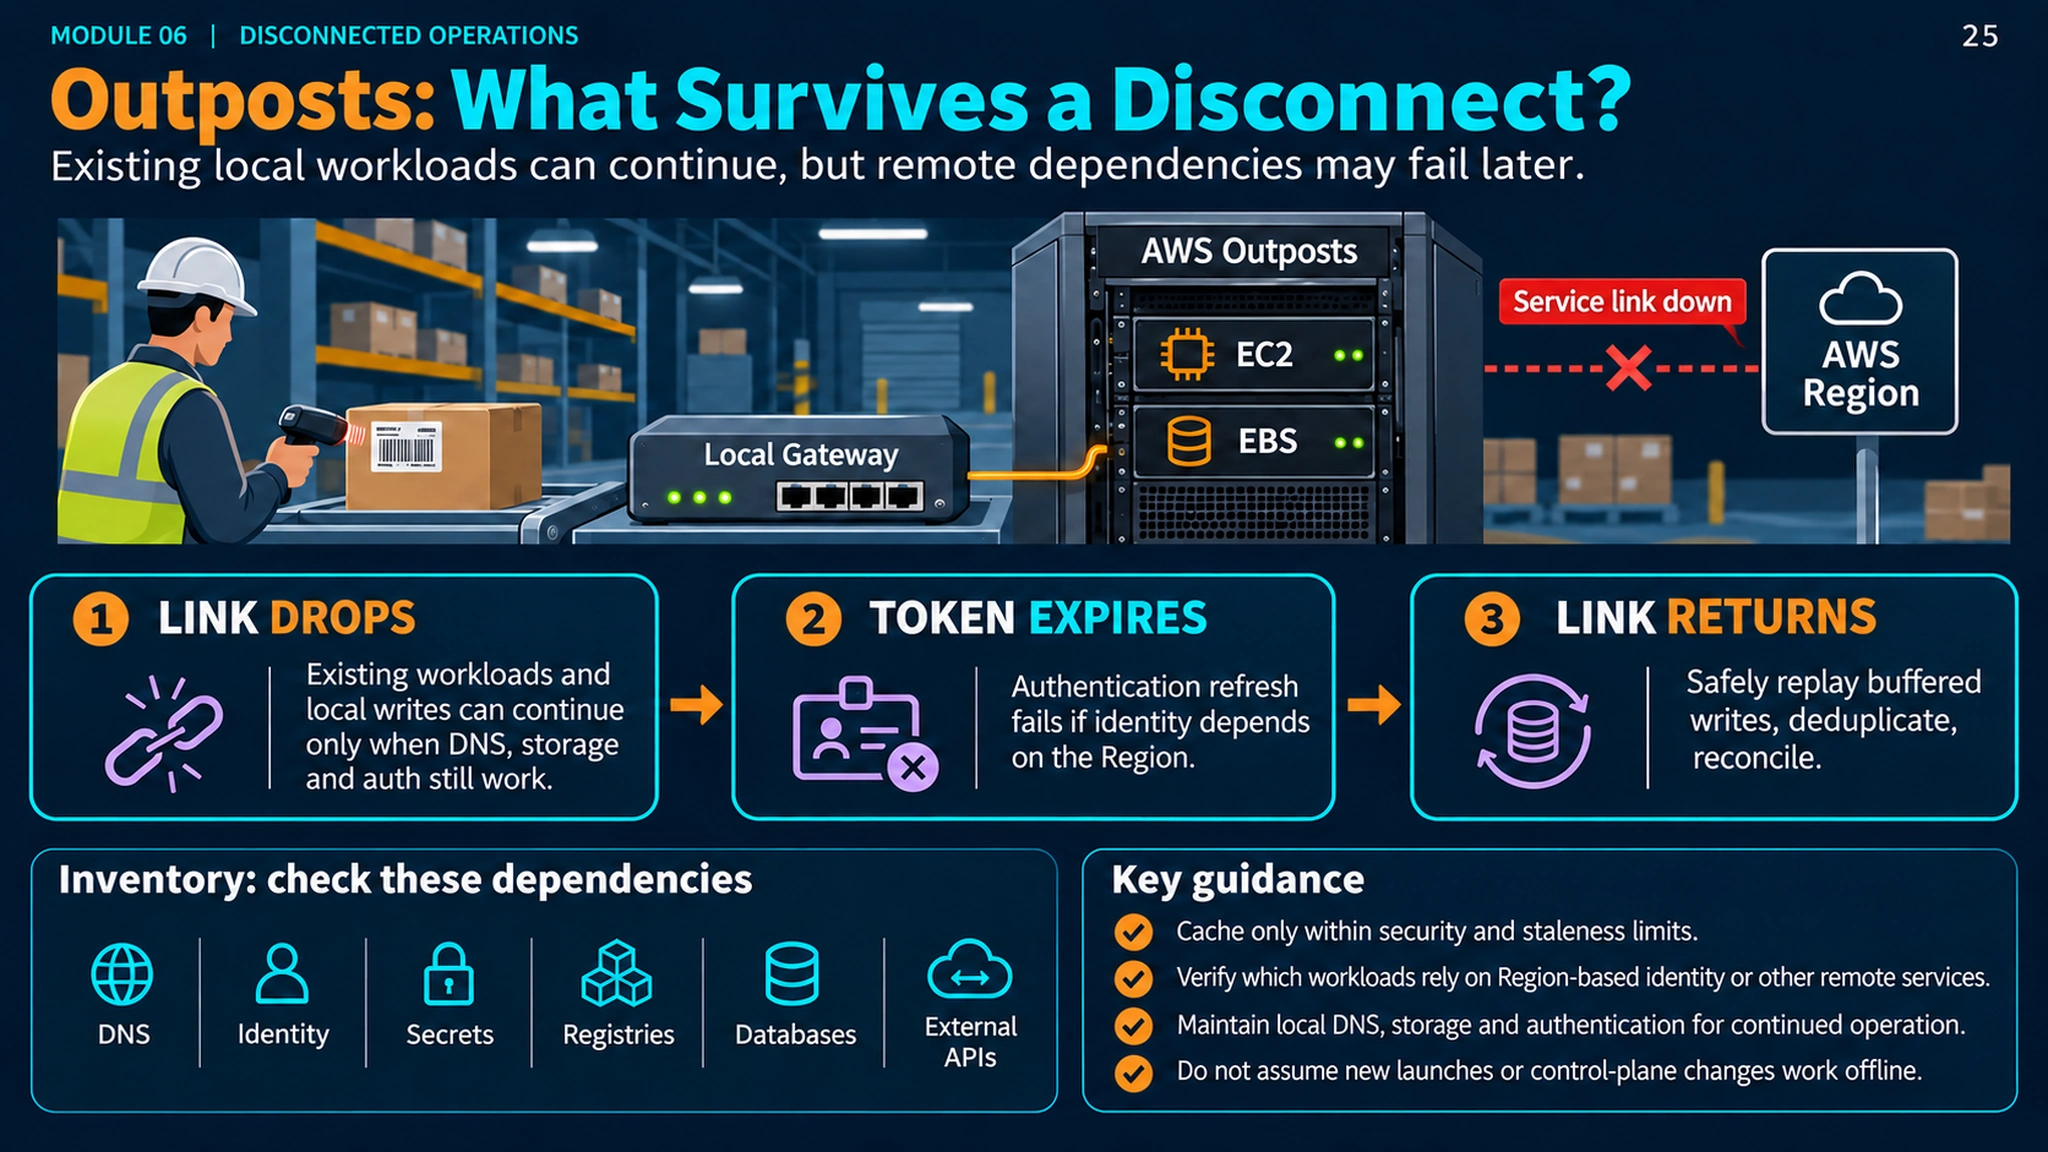 MODULE 06 | DISCONNECTED OPERATIONS
25
Outposts: What Survives a Disconnect?
Existing local workloads can continue, but remote dependencies may fail later.
AWS Outposts
EC2
EBS
Local Gateway
Service link down
AWS
Region
1 LINK DROPS
Existing workloads and
local writes can continue
only when DNS, storage
and auth still work.
2 TOKEN EXPIRES
Authentication refresh
fails if identity depends
on the Region.
3 LINK RETURNS
Safely replay buffered
writes, deduplicate,
reconcile.
Inventory: check these dependencies
DNS
Identity
Secrets
Registries
Databases
External
APIs
Key guidance
Cache only within security and staleness limits.
Verify which workloads rely on Region-based identity or other remote services.
Maintain local DNS, storage and authentication for continued operation.
Do not assume new launches or control-plane changes work offline.